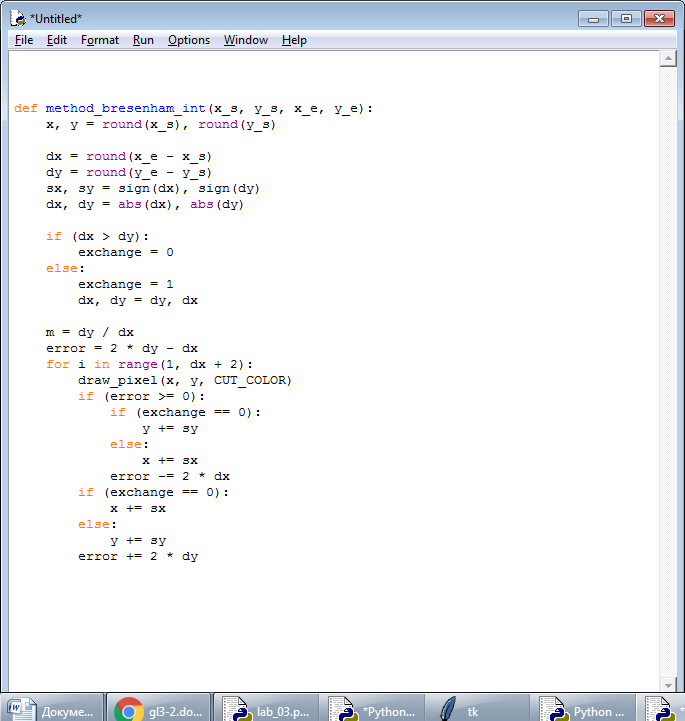 *Untitled*
File Edit Format Run Options Window Help
def method_bresenham_int(x_s, y_s, x_e, y_e):
    x, y = round(x_s), round(y_s)
    dx = round(x_e - x_s)
    dy = round(y_e - y_s)
    sx, sy = sign(dx), sign(dy)
    dx, dy = abs(dx), abs(dy)
    if (dx > dy):
        exchange = 0
    else:
        exchange = 1
        dx, dy = dy, dx
    m = dy / dx
    error = 2 * dy - dx
    for i in range(1, dx + 2):
        draw_pixel(x, y, CUT_COLOR)
        if (error >= 0):
            if (exchange == 0):
                y += sy
            else:
                x += sx
            error -= 2 * dx
        if (exchange == 0):
            x += sx
        else:
            y += sy
        error += 2 * dy
Докуме... gl3-2.do... lab_03.p... *Python... tk Python ... *